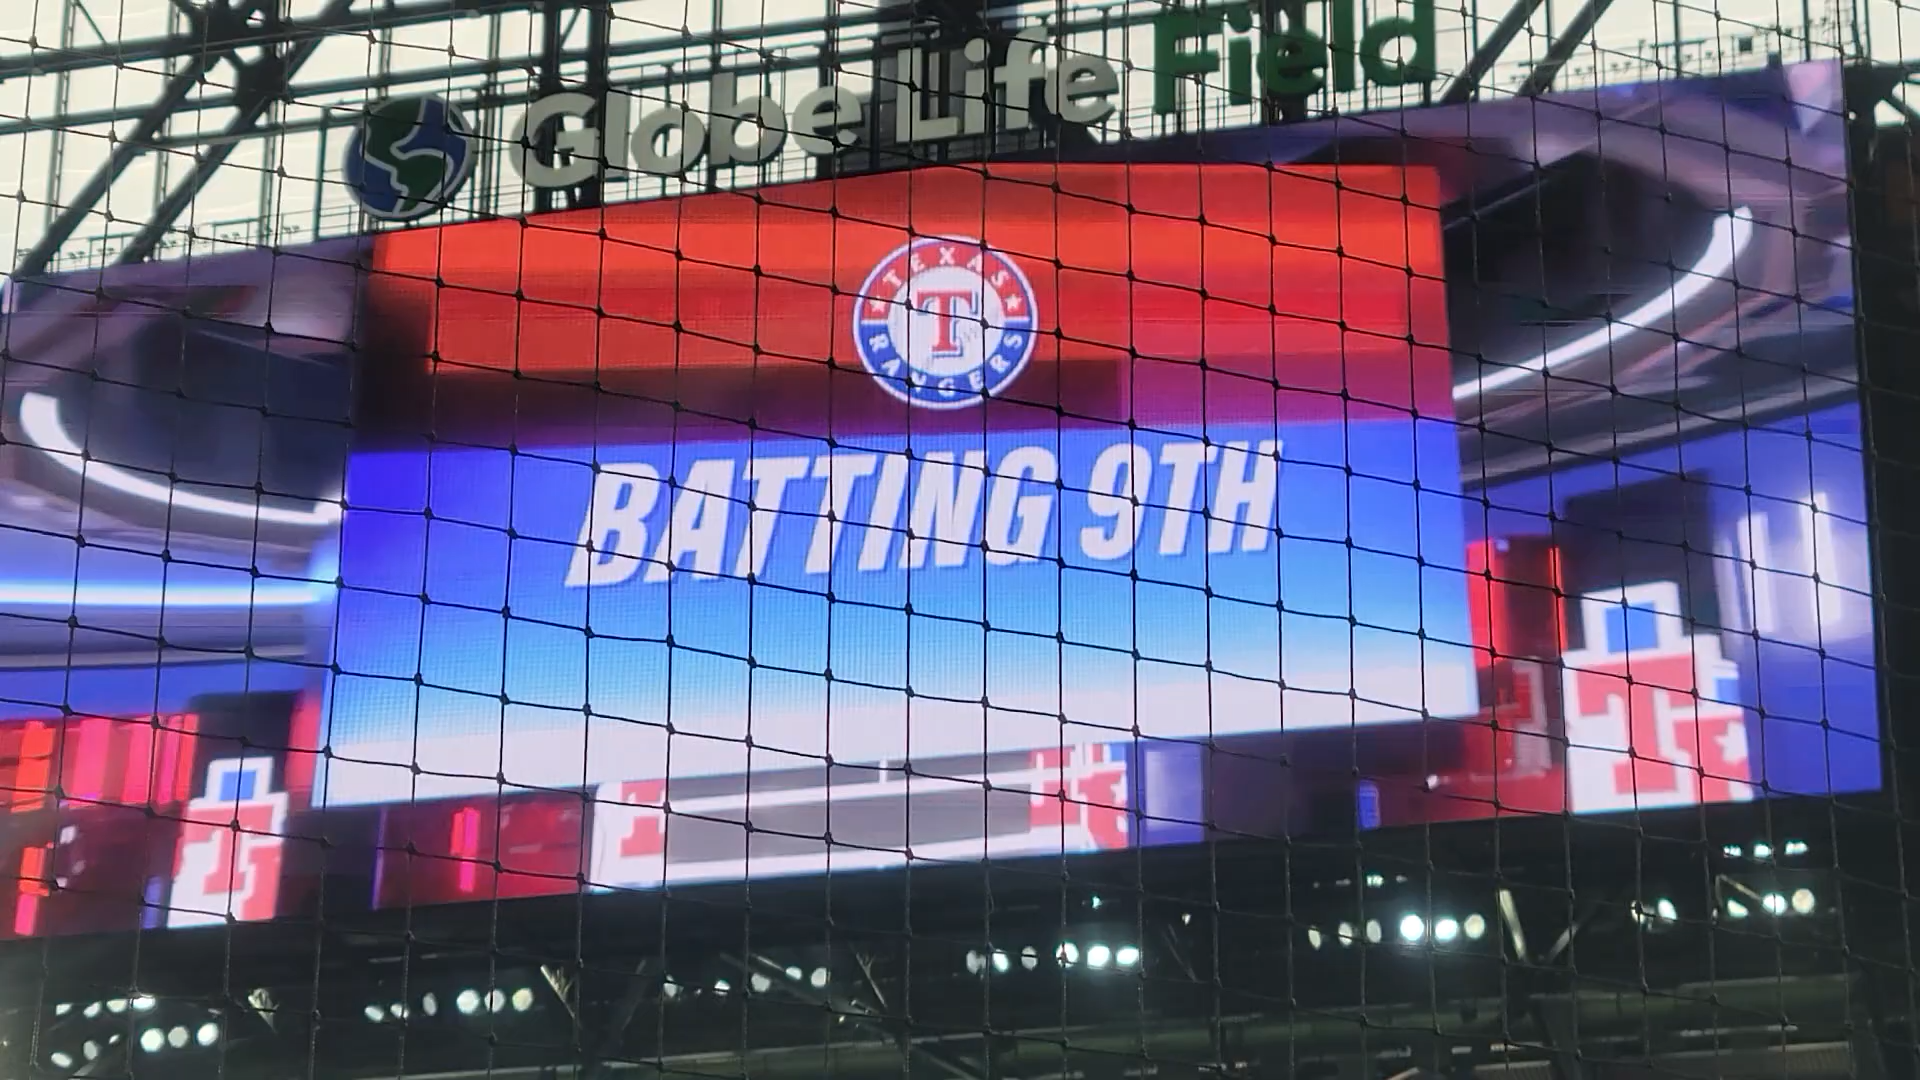 Globe Life Field
TEXAS
T
RANGERS
BATTING 9TH
T
T
T